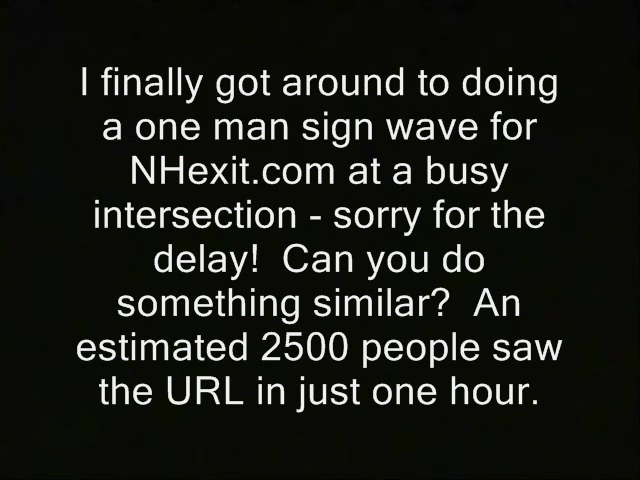 I finally got around to doing
a one man sign wave for
NHexit.com at a busy
intersection - sorry for the
delay!  Can you do
something similar?  An
estimated 2500 people saw
the URL in just one hour.